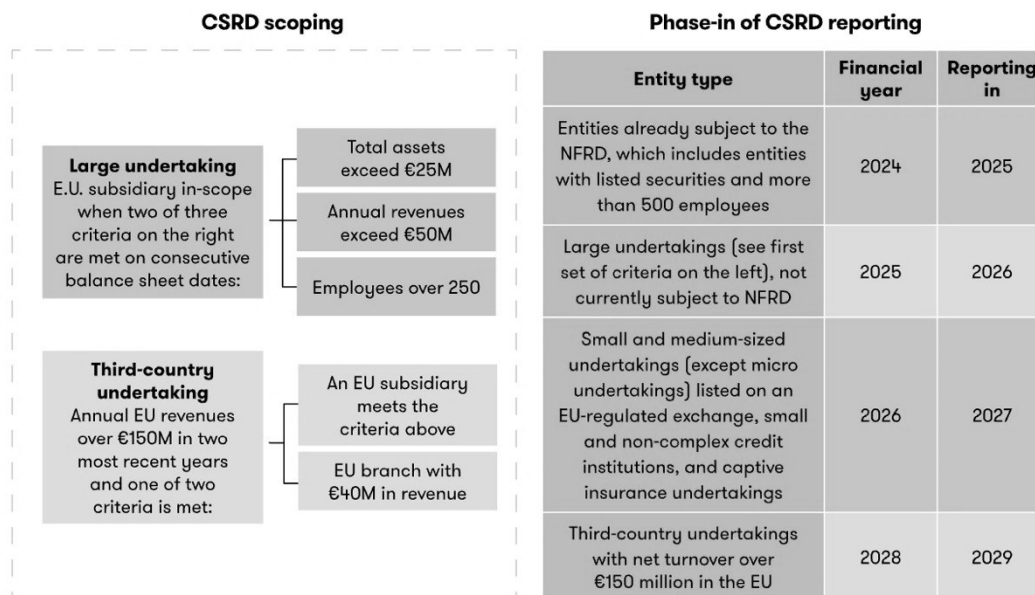 CSRD scoping
Large undertaking
E.U. subsidiary in-scope
when two of three
criteria on the right
are met on consecutive
balance sheet dates:
Total assets
exceed €25M
Annual revenues
exceed €50M
Employees over 250
Third-country
undertaking
Annual EU revenues
over €150M in two
most recent years
and one of two
criteria is met:
An EU subsidiary
meets the
criteria above
EU branch with
€40M in revenue
Phase-in of CSRD reporting
Entity type
Financial
year
Reporting
in
Entities already subject to the
NFRD, which includes entities
with listed securities and more
than 500 employees
2024
2025
Large undertakings (see first
set of criteria on the left), not
currently subject to NFRD
2025
2026
Small and medium-sized
undertakings (except micro
undertakings) listed on an
EU-regulated exchange, small
and non-complex credit
institutions, and captive
insurance undertakings
2026
2027
Third-country undertakings
with net turnover over
€150 million in the EU
2028
2029